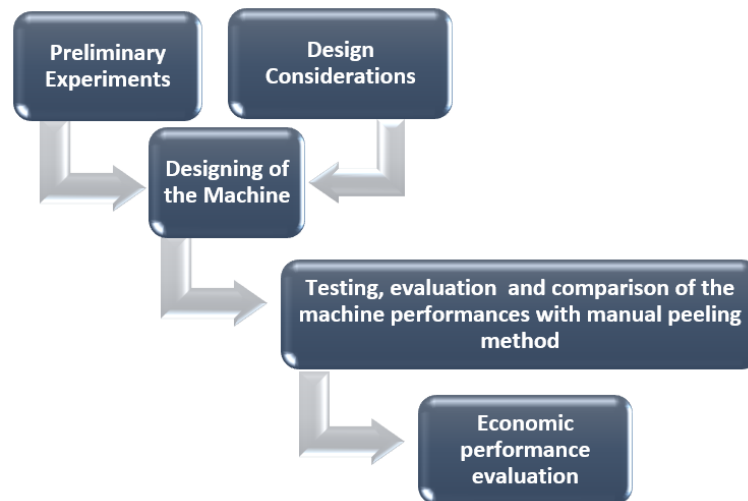 Preliminary
Experiments
Design
Considerations
Designing of
the Machine
Testing, evaluation  and comparison of the
machine performances with manual peeling
method
Economic
performance
evaluation